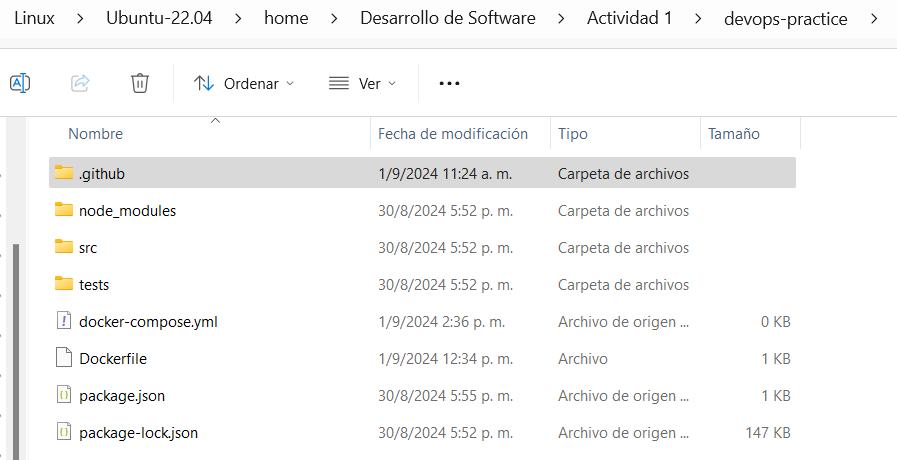 Linux > Ubuntu-22.04 > home > Desarrollo de Software > Actividad 1 > devops-practice >
A Ordenar Ver ...
Nombre Fecha de modificación Tipo Tamaño
.github 1/9/2024 11:24 a. m. Carpeta de archivos
node_modules 30/8/2024 5:52 p. m. Carpeta de archivos
src 30/8/2024 5:52 p. m. Carpeta de archivos
tests 30/8/2024 5:52 p. m. Carpeta de archivos
docker-compose.yml 1/9/2024 2:36 p. m. Archivo de origen ... 0 KB
Dockerfile 1/9/2024 12:34 p. m. Archivo 1 KB
package.json 30/8/2024 5:55 p. m. Archivo de origen ... 1 KB
package-lock.json 30/8/2024 5:52 p. m. Archivo de origen ... 147 KB